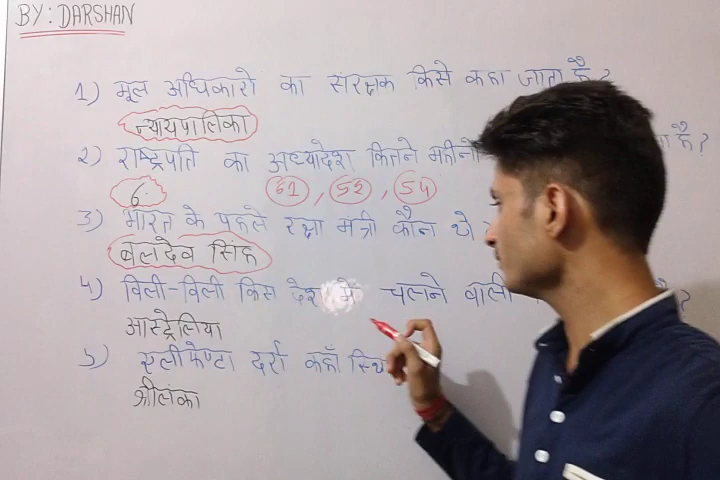 BY: DARSHAN
1) मूल अधिकारो का संरक्षक किसे कहा जाता है?
न्यायपालिका
2) राष्ट्रपति का अध्यादेश कितने महीनो है?
6 61, 52, 54
3) भारत के पहले रक्षा मंत्री कौन थे
बलदेव सिंह
4) विली-विली किस देश में चलने वाली ?
आस्ट्रेलिया
5) एलीफेण्टा दर्रा कहाँ
श्रीलंका